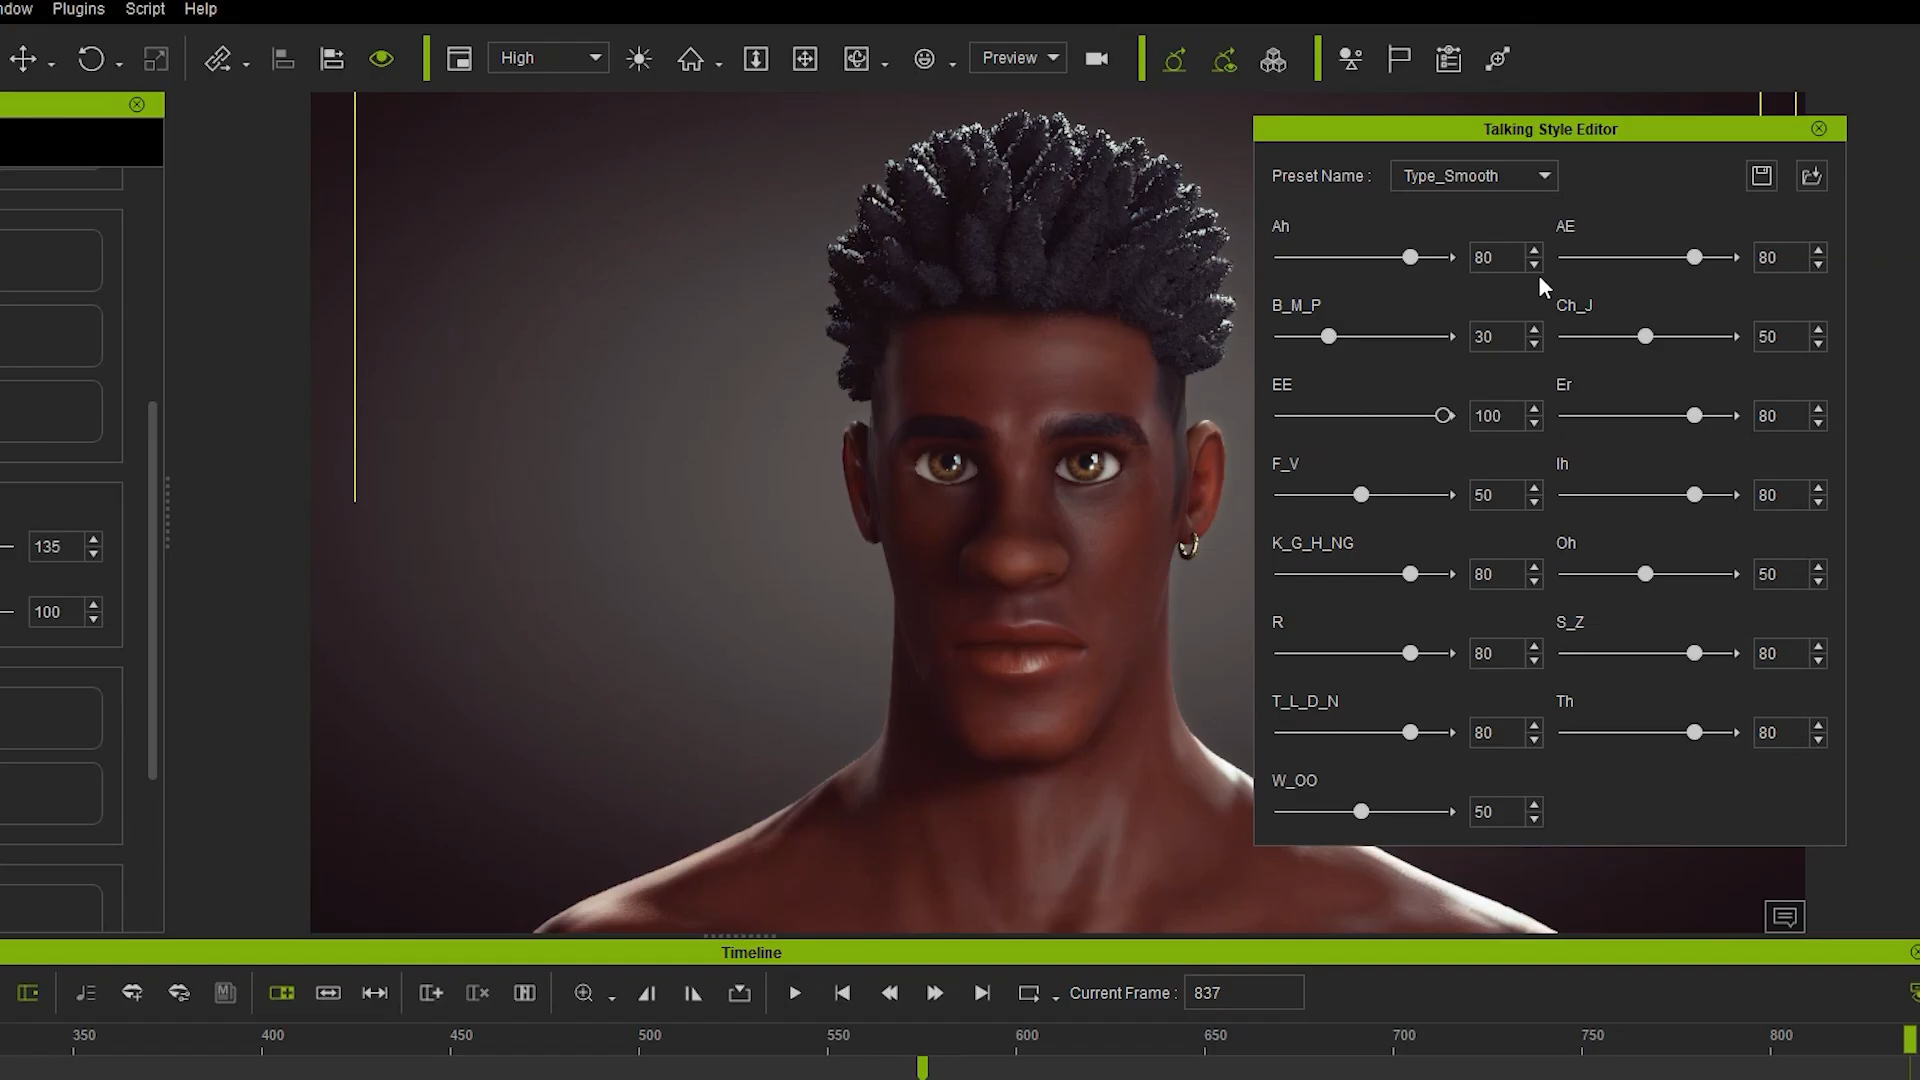 ndow Plugins Script Help
High
Preview
Talking Style Editor
Preset Name : Type_Smooth
Ah AE
80 80
B_M_P Ch_J
30 50
EE Er
100 80
F_V Ih
50 80
K_G_H_NG Oh
80 50
R S_Z
80 80
T_L_D_N Th
80 80
W_OO
50
135
100
Timeline
M
Current Frame : 837
350 400 450 500 550 600 650 700 750 800